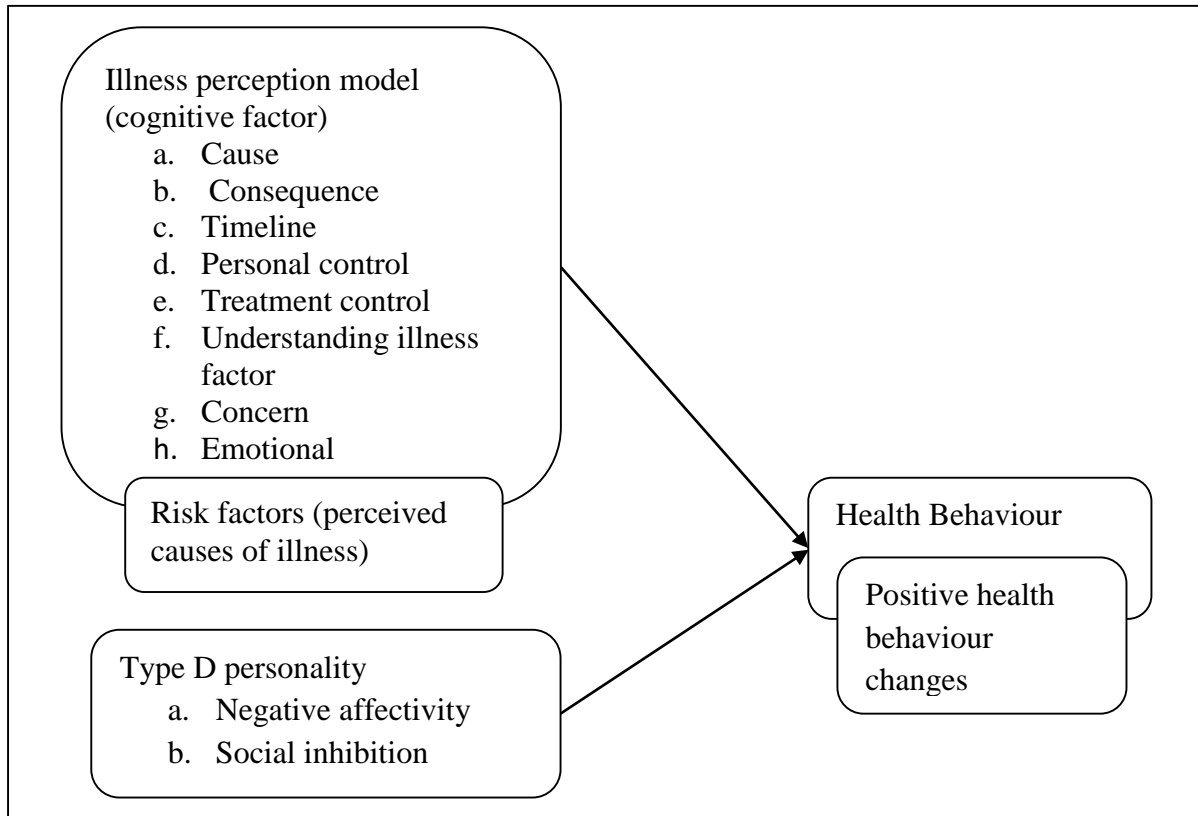 Illness perception model
(cognitive factor)
a. Cause
b. Consequence
c. Timeline
d. Personal control
e. Treatment control
f. Understanding illness
factor
g. Concern
h. Emotional
Risk factors (perceived
causes of illness)
Type D personality
a. Negative affectivity
b. Social inhibition
Health Behaviour
Positive health
behaviour
changes